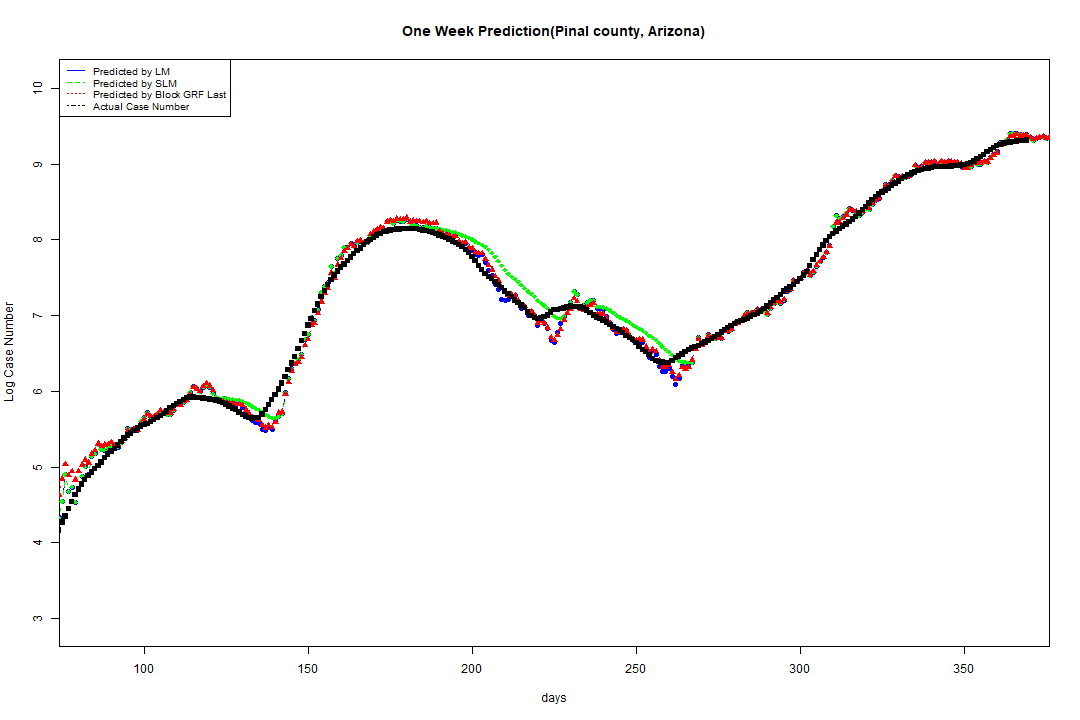 One Week Prediction(Pinal county, Arizona)
Predicted by LM
Predicted by SLM
Predicted by Block GRF Last
Actual Case Number
Log Case Number
10
9
8
7
6
5
4
3
100 150 200 250 300 350
days